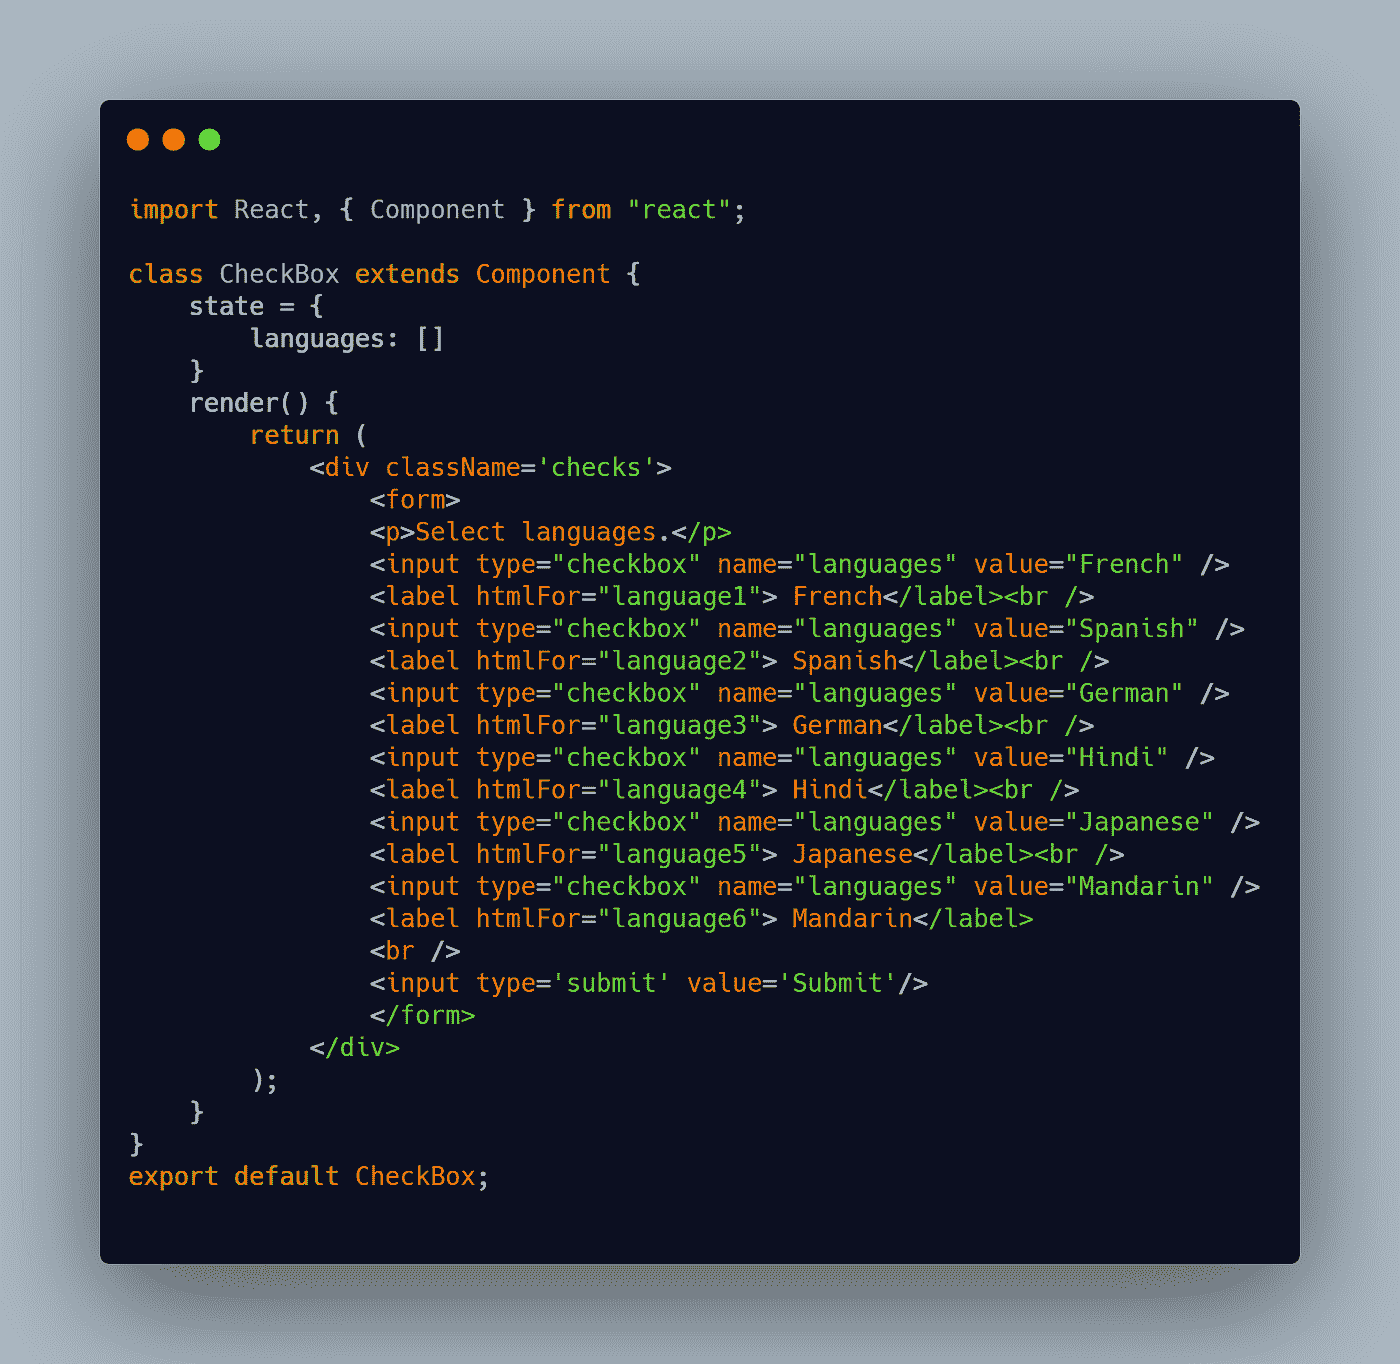 import React, { Component } from "react";
class CheckBox extends Component {
state = {
languages: []
}
render() {
return (
<div className='checks'>
<form>
<p>Select languages.</p>
<input type="checkbox" name="languages" value="French" />
<label htmlFor="language1"> French</label><br />
<input type="checkbox" name="languages" value="Spanish" />
<label htmlFor="language2"> Spanish</label><br />
<input type="checkbox" name="languages" value="German" />
<label htmlFor="language3"> German</label><br />
<input type="checkbox" name="languages" value="Hindi" />
<label htmlFor="language4"> Hindi</label><br />
<input type="checkbox" name="languages" value="Japanese" />
<label htmlFor="language5"> Japanese</label><br />
<input type="checkbox" name="languages" value="Mandarin" />
<label htmlFor="language6"> Mandarin</label>
<br />
<input type='submit' value='Submit'/>
</form>
</div>
);
}
}
export default CheckBox;